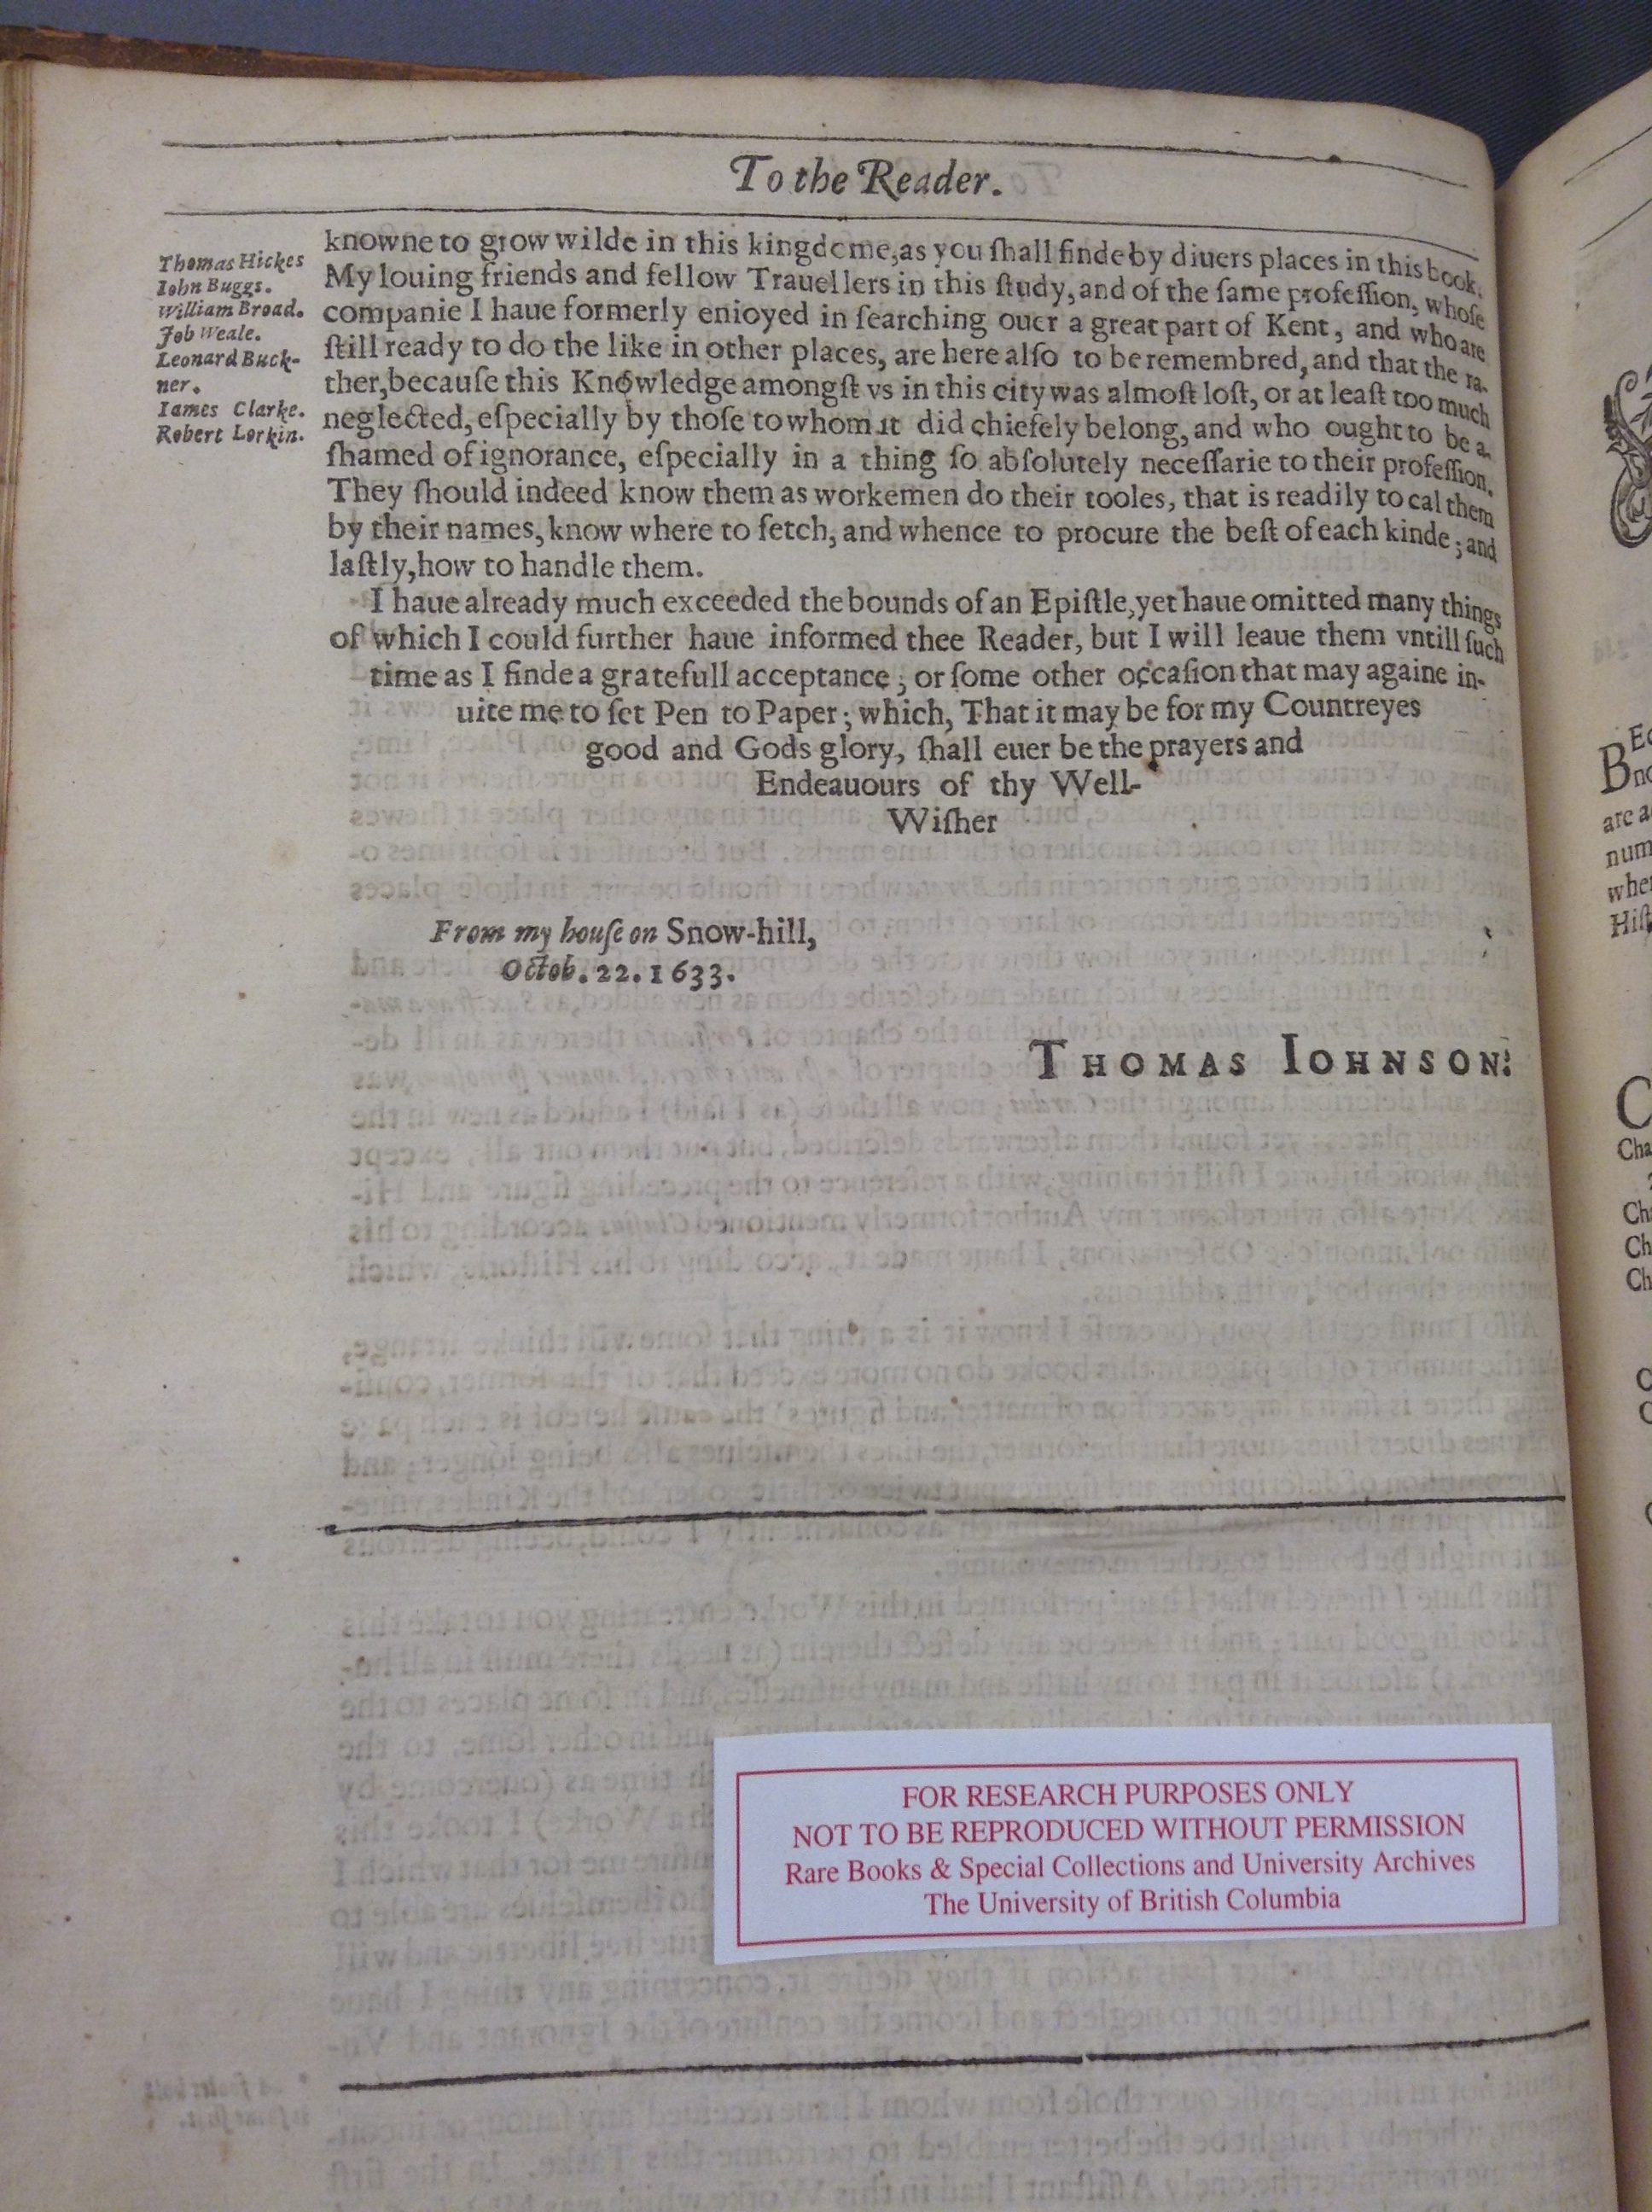 To the Reader.
Thomas Hickes
Iohn Buggs.
William Broad.
Job Weale.
Leonard Buck-
ner.
Iames Clarke.
Robert Lorkin.
knowne to grow wilde in this kingdome, as you ſhall finde by diuers places in this book.
My louing friends and fellow Trauellers in this ſtudy, and of the ſame profeſſion, whoſe
companie I haue formerly enioyed in ſearching ouer a great part of Kent, and who are
ſtill ready to do the like in other places, are here alſo to be remembred, and that the ra-
ther, becauſe this Knowledge amongſt vs in this city was almoſt loſt, or at leaſt too much
neglected, eſpecially by thoſe to whom it did chiefely belong, and who ought to be a-
ſhamed of ignorance, eſpecially in a thing ſo abſolutely neceſſarie to their profeſſion.
They ſhould indeed know them as workemen do their tooles, that is readily to cal them
by their names, know where to fetch, and whence to procure the beſt of each kinde ; and
laſtly, how to handle them.
I haue already much exceeded the bounds of an Epiſtle, yet haue omitted many things
of which I could further haue informed thee Reader, but I will leaue them vntill ſuch
time as I finde a gratefull acceptance ; or ſome other occaſion that may againe in-
uite me to ſet Pen to Paper ; which, That it may be for my Countreyes
good and Gods glory, ſhall euer be the prayers and
Endeauours of thy Well-
Wiſher
From my houſe on Snow-hill,
Octob. 22. 1633.
THOMAS IOHNSON.
FOR RESEARCH PURPOSES ONLY
NOT TO BE REPRODUCED WITHOUT PERMISSION
Rare Books & Special Collections and University Archives
The University of British Columbia